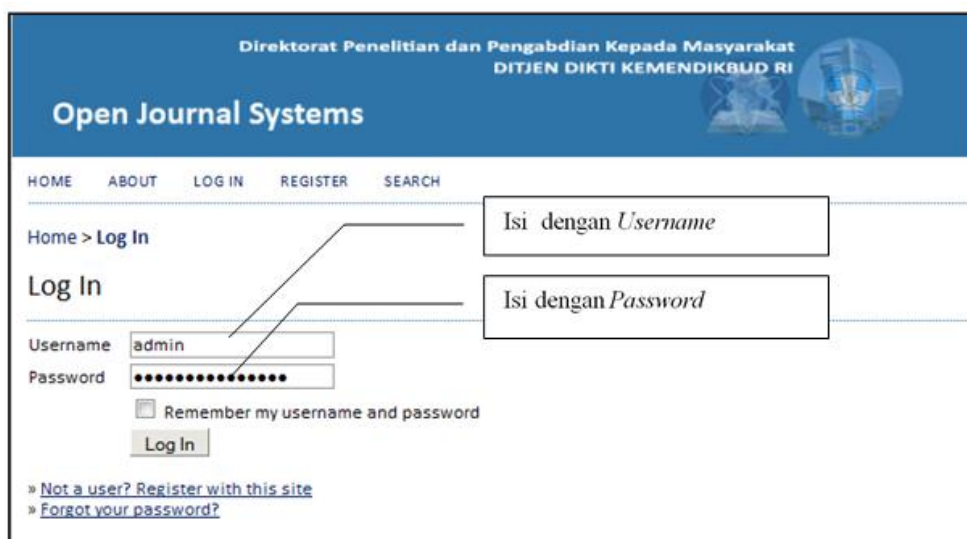 Direktorat Penelitian dan Pengabdian Kepada Masyarakat
DITJEN DIKTI KEMENDIKBUD RI
Open Journal Systems
HOME ABOUT LOG IN REGISTER SEARCH
Home > Log In
Isi dengan Username
Log In
Isi dengan Password
Username admin
Password •••••••••••••••
Remember my username and password
Log In
» Not a user? Register with this site
» Forgot your password?